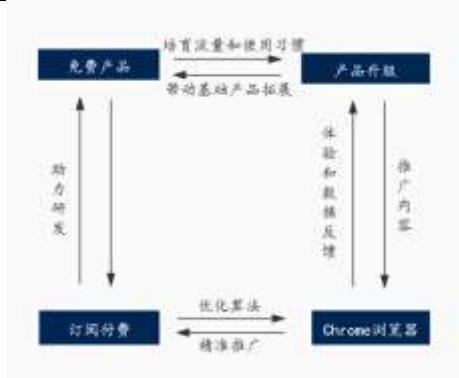 培育流量和使用习惯
免费产品
产品升级
带动基础产品拓展
助力研发
体验和数据反馈
推广内容
优化算法
订阅付费
Chrome浏览器
精准推广